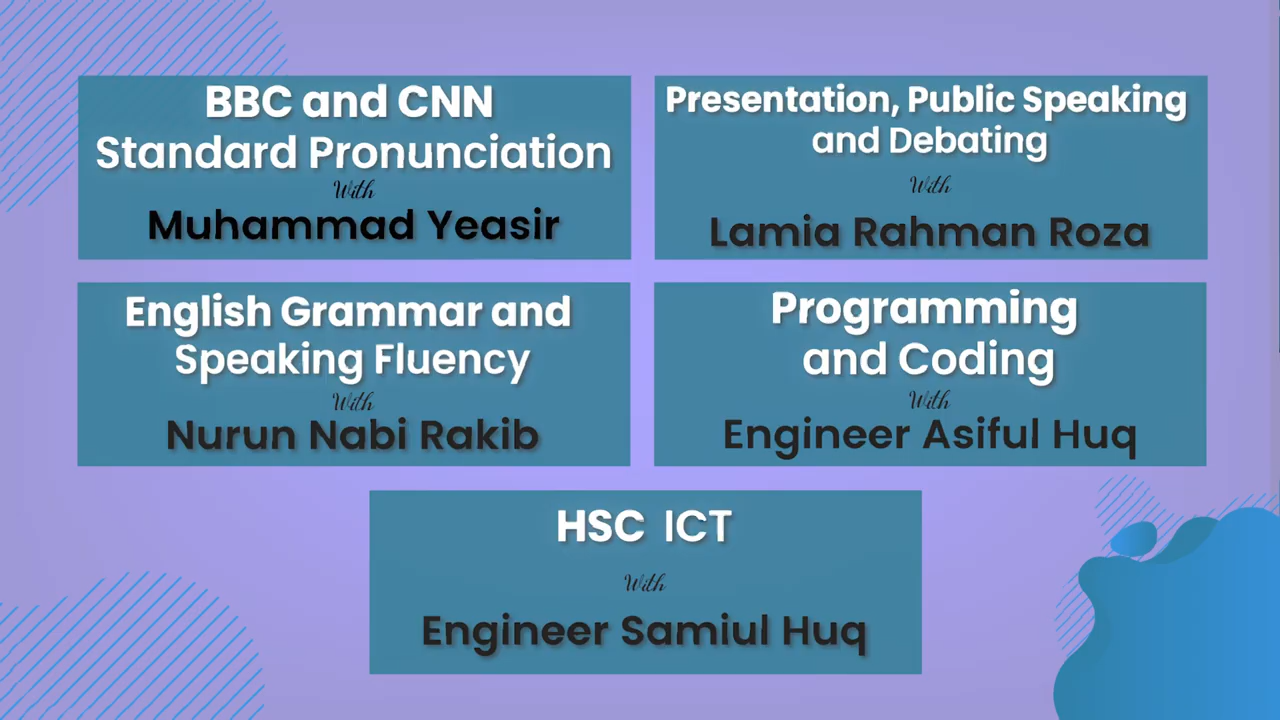 BBC and CNN
Standard Pronunciation
With
Muhammad Yeasir
Presentation, Public Speaking
and Debating
With
Lamia Rahman Roza
English Grammar and
Speaking Fluency
With
Nurun Nabi Rakib
Programming
and Coding
With
Engineer Asiful Huq
HSC ICT
With
Engineer Samiul Huq